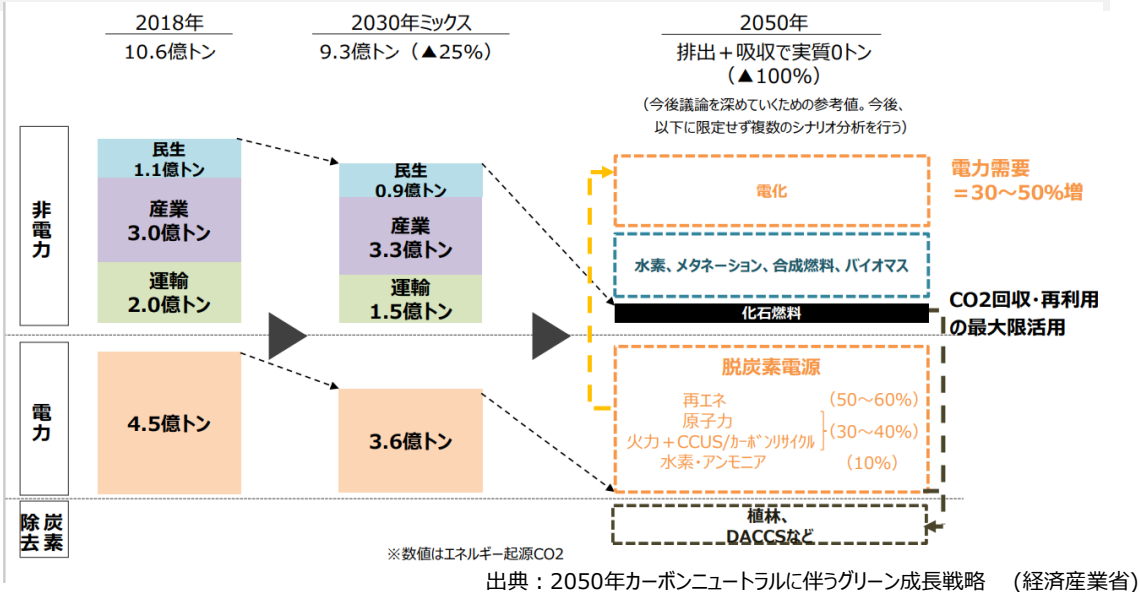 2018年
10.6億トン
2030年ミックス
9.3億トン（▲25%）
2050年
排出＋吸収で実質0トン
（▲100%）
（今後議論を深めていくための参考値。今後、
以下に限定せず複数のシナリオ分析を行う）
非電力
民生
1.1億トン
産業
3.0億トン
運輸
2.0億トン
民生
0.9億トン
産業
3.3億トン
運輸
1.5億トン
電化
電力需要
＝30～50%増
水素、メタネーション、合成燃料、バイオマス
化石燃料
CO2回収・再利用
の最大限活用
電力
4.5億トン
3.6億トン
脱炭素電源
再エネ （50～60%）
原子力
火力＋CCUS/ｶｰﾎﾞﾝﾘｻｲｸﾙ （30～40%）
水素・アンモニア （10%）
炭素除去
植林、
DACCSなど
※数値はエネルギー起源CO2
出典：2050年カーボンニュートラルに伴うグリーン成長戦略 （経済産業省）